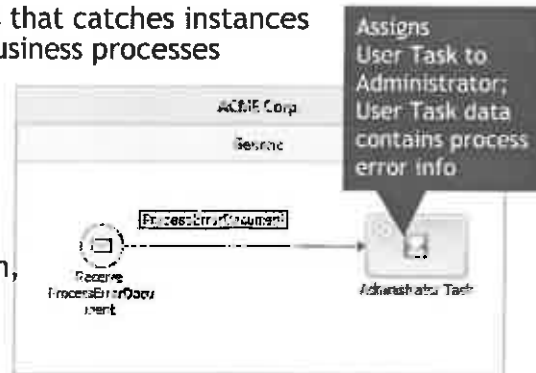 that catches instances
business processes
Assigns
User Task to
Administrator;
User Task data
contains process
error info
ACME Corp
ProcessErrorDocument
Receive
ProcessErrorDocu
ment
Administrator Task